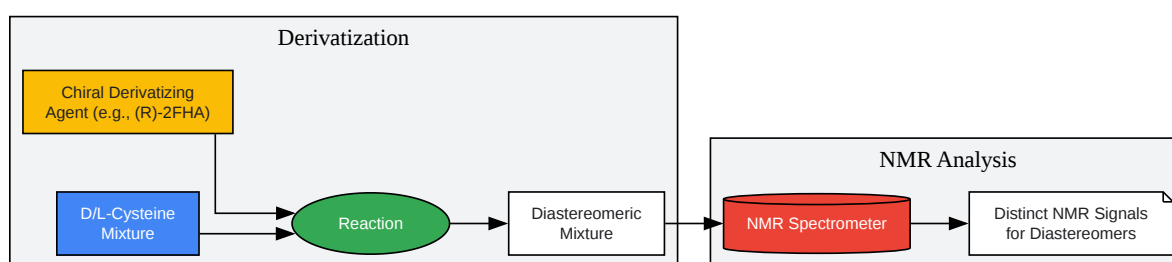 Derivatization
Chiral Derivatizing
Agent (e.g., (R)-2FHA)
D/L-Cysteine
Mixture
Reaction
Diastereomeric
Mixture
NMR Analysis
NMR Spectrometer
Distinct NMR Signals
for Diastereomers